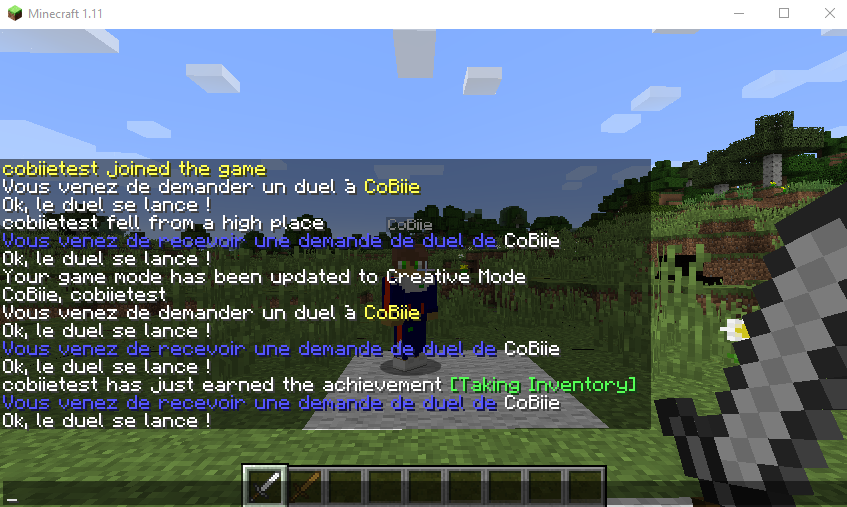 Minecraft 1.11
cobiietest joined the game
Vous venez de demander un duel à CoBiie
Ok, le duel se lance !
cobiietest fell from a high place
CoBiie
Vous venez de recevoir une demande de duel de CoBiie
Ok, le duel se lance !
Your game mode has been updated to Creative Mode
CoBiie, cobiietest
Vous venez de demander un duel à CoBiie
Ok, le duel se lance !
Vous venez de recevoir une demande de duel de CoBiie
Ok, le duel se lance !
cobiietest has just earned the achievement [Taking Inventory]
Vous venez de recevoir une demande de duel de CoBiie
Ok, le duel se lance !
_